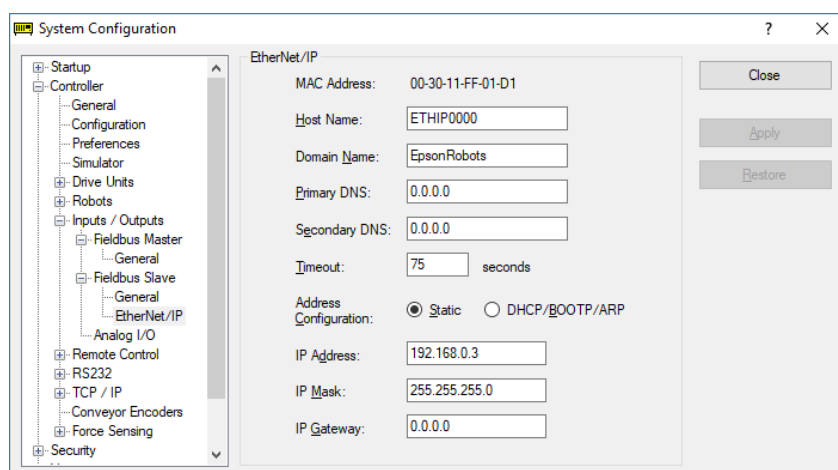 System Configuration
? X
Startup
Controller
General
Configuration
Preferences
Simulator
Drive Units
Robots
Inputs / Outputs
Fieldbus Master
General
Fieldbus Slave
General
EtherNet/IP
Analog I/O
Remote Control
RS232
TCP / IP
Conveyor Encoders
Force Sensing
Security
EtherNet/IP
MAC Address: 00-30-11-FF-01-D1
Host Name: ETHIP0000
Domain Name: EpsonRobots
Primary DNS: 0.0.0.0
Secondary DNS: 0.0.0.0
Timeout: 75 seconds
Address
Configuration: Static DHCP/BOOTP/ARP
IP Address: 192.168.0.3
IP Mask: 255.255.255.0
IP Gateway: 0.0.0.0
Close
Apply
Restore